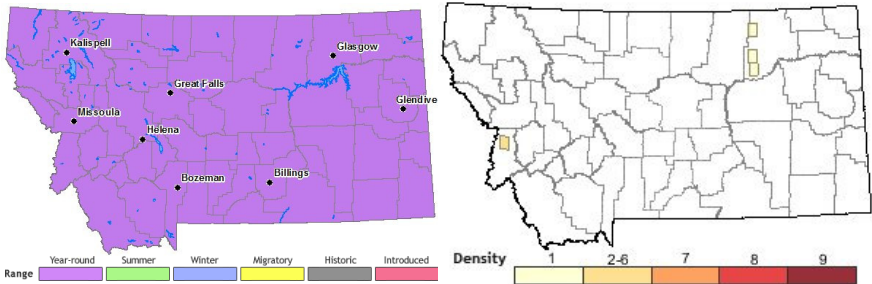 Kalispell
Glasgow
Great Falls
Glendive
Missoula
Helena
Bozeman
Billings
Range Year-round Summer Winter Migratory Historic Introduced
Density 1 2-6 7 8 9